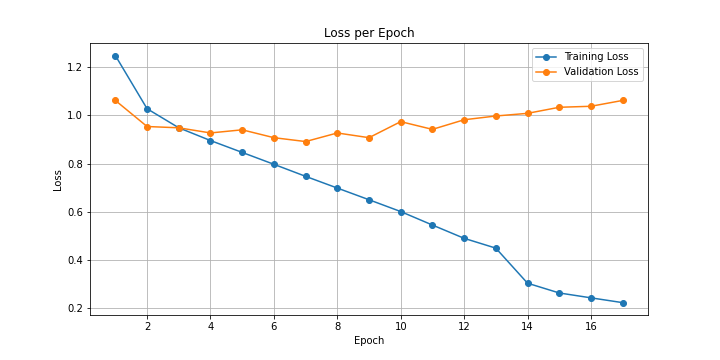 Loss per Epoch
Training Loss
Validation Loss
1.2
1.0
0.8
0.6
0.4
0.2
Loss
2 4 6 8 10 12 14 16
Epoch